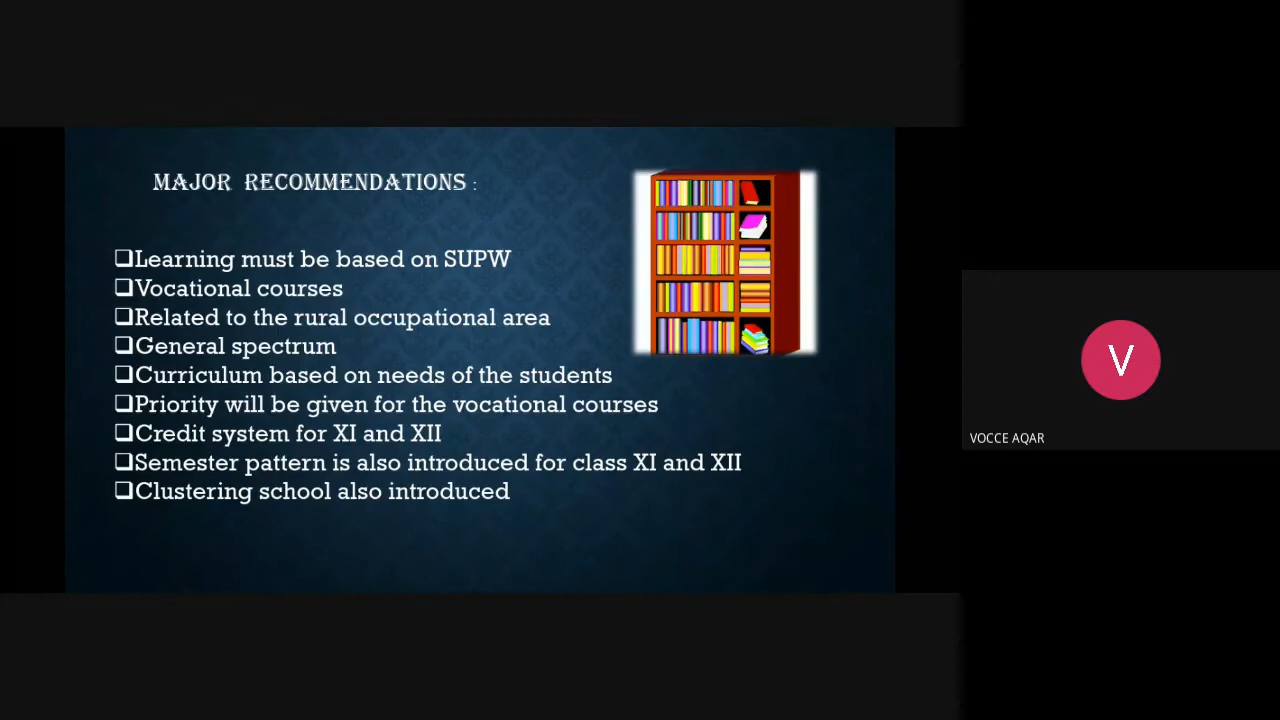 MAJOR RECOMMENDATIONS :
❑Learning must be based on SUPW
❑Vocational courses
❑Related to the rural occupational area
❑General spectrum
❑Curriculum based on needs of the students
❑Priority will be given for the vocational courses
❑Credit system for XI and XII
❑Semester pattern is also introduced for class XI and XII
❑Clustering school also introduced
V
VOCCE AQAR